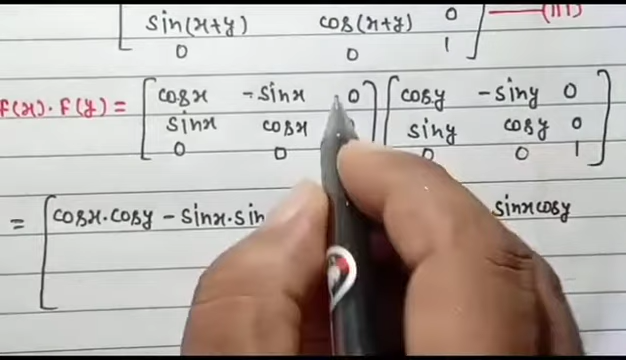 sin(x+y) cos(x+y) 0 (III)
0 0 1
F(x). F(y) = cosx -sinx 0 cosy -siny 0
sinx cosx siny cosy 0
0 0 0 0 1
= cosx.cosy - sinx.sin sinxcosy